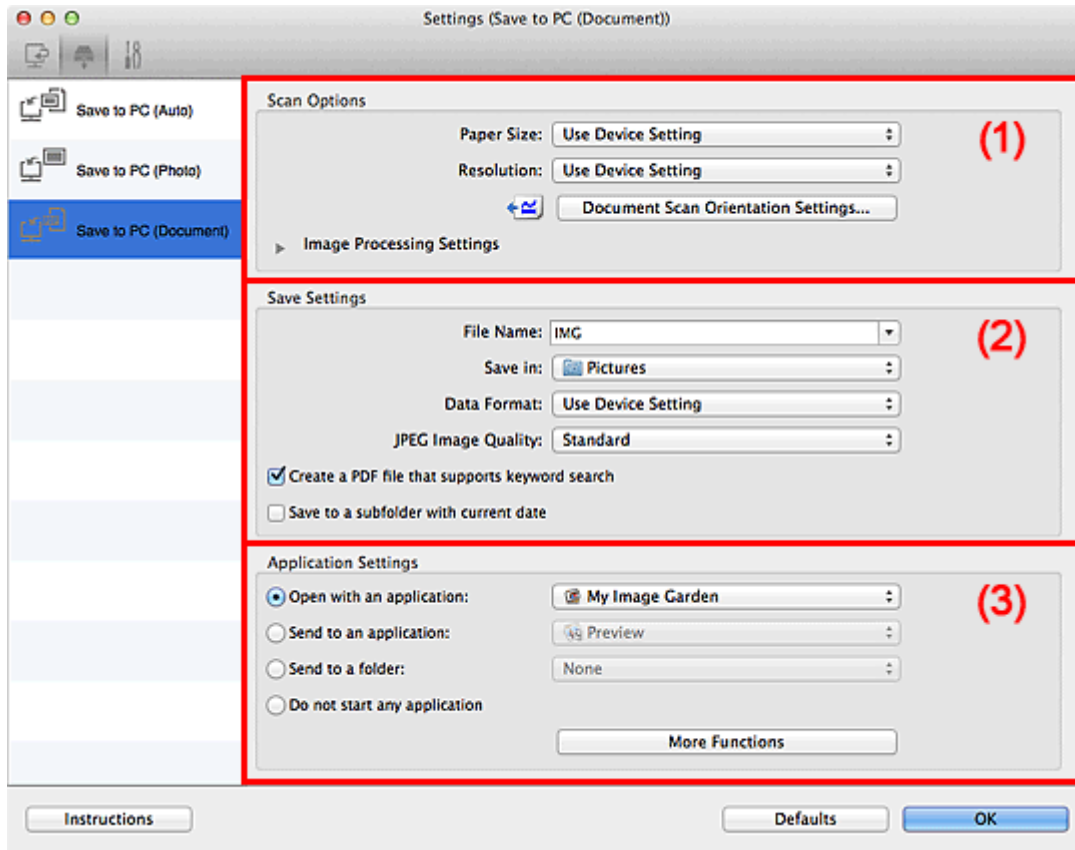 Settings (Save to PC (Document))
Save to PC (Auto)
Save to PC (Photo)
Save to PC (Document)
Scan Options
(1)
Paper Size: Use Device Setting
Resolution: Use Device Setting
Document Scan Orientation Settings...
Image Processing Settings
Save Settings
(2)
File Name: IMG
Save in: Pictures
Data Format: Use Device Setting
JPEG Image Quality: Standard
Create a PDF file that supports keyword search
Save to a subfolder with current date
Application Settings
(3)
Open with an application: My Image Garden
Send to an application: Preview
Send to a folder: None
Do not start any application
More Functions
Instructions Defaults OK